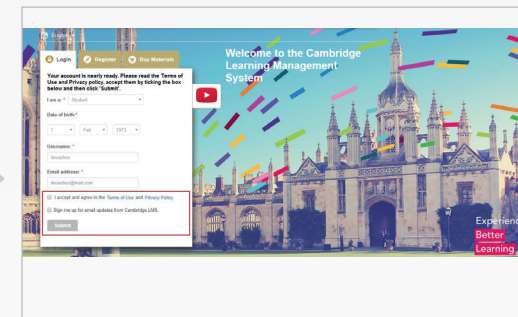 English
Login
Register
Buy Materials
Your account is nearly ready. Please read the Terms of
Use and Privacy policy, accept them by ticking the box
below and then click 'Submit'.
I am a: * Student
Date of birth:*
1 Feb 1973
Username: *
Email address: *
I accept and agree to the Terms of Use and Privacy Policy
Sign me up for email updates from Cambridge LMS
Submit
Welcome to the Cambridge
Learning Management
System
Experienc
Better
Learning